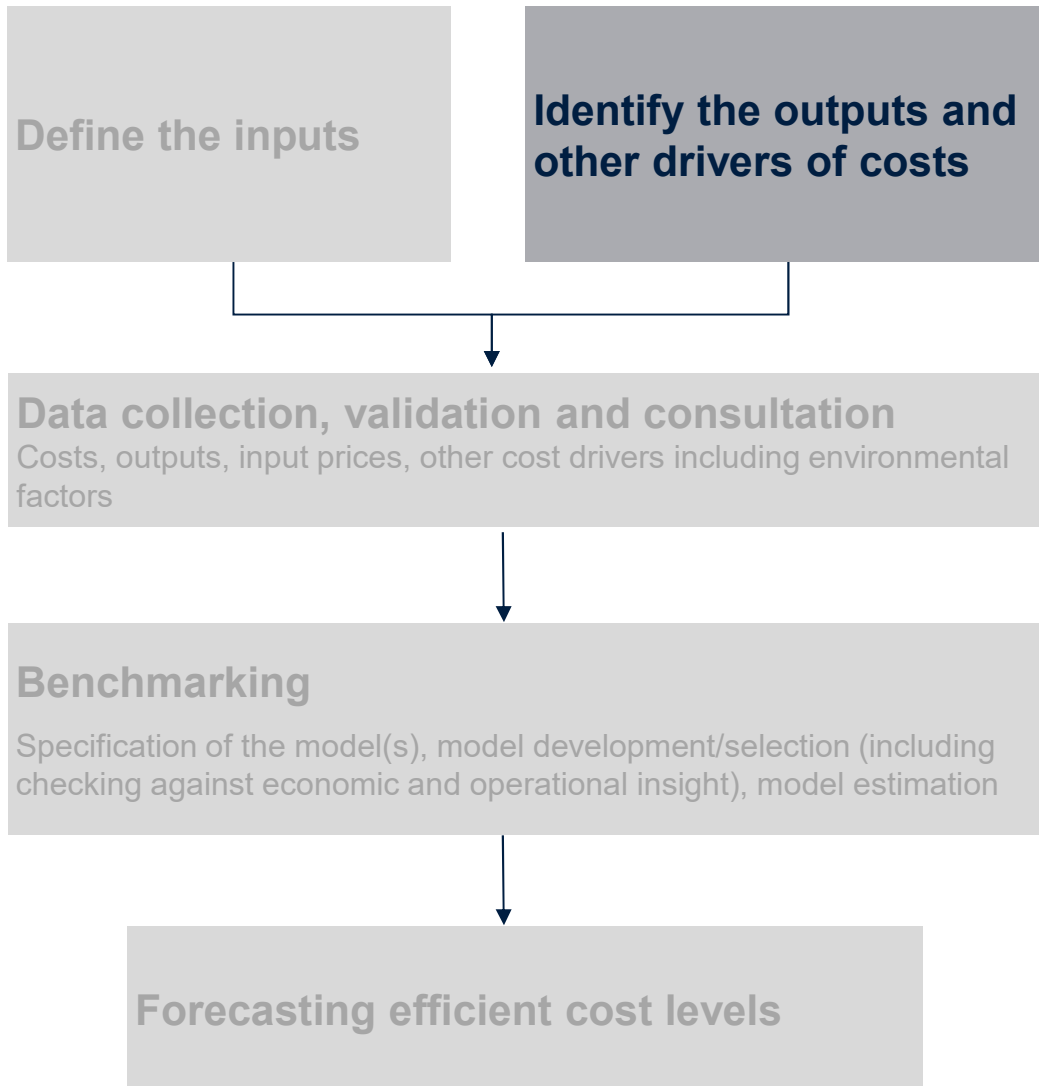 Define the inputs
Identify the outputs and
other drivers of costs
Data collection, validation and consultation
Costs, outputs, input prices, other cost drivers including environmental
factors
Benchmarking
Specification of the model(s), model development/selection (including
checking against economic and operational insight), model estimation
Forecasting efficient cost levels